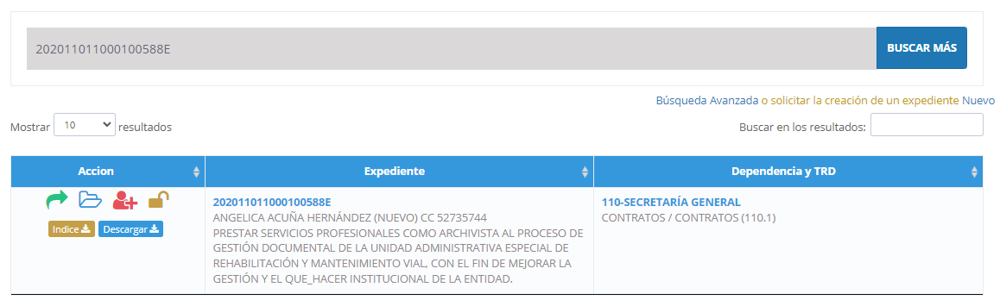 202011011000100588E
BUSCAR MÁS
Búsqueda Avanzada o solicitar la creación de un expediente Nuevo
Mostrar 10 resultados
Buscar en los resultados:
Accion
Expediente
Dependencia y TRD
Indice
Descargar
202011011000100588E
ANGELICA ACUÑA HERNÁNDEZ (NUEVO) CC 52735744
PRESTAR SERVICIOS PROFESIONALES COMO ARCHIVISTA AL PROCESO DE
GESTIÓN DOCUMENTAL DE LA UNIDAD ADMINISTRATIVA ESPECIAL DE
REHABILITACIÓN Y MANTENIMIENTO VIAL, CON EL FIN DE MEJORAR LA
GESTIÓN Y EL QUE_HACER INSTITUCIONAL DE LA ENTIDAD.
110-SECRETARÍA GENERAL
CONTRATOS / CONTRATOS (110.1)